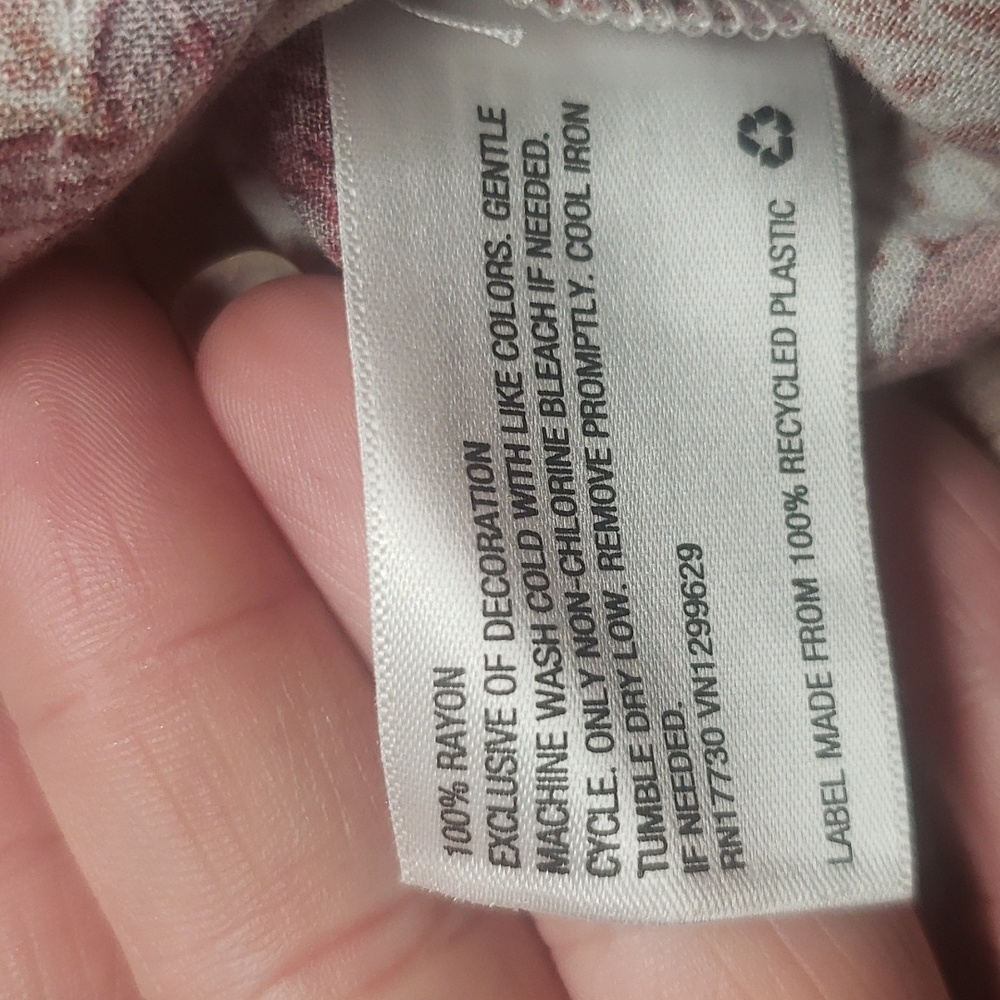 100% RAYON
EXCLUSIVE OF DECORATION
MACHINE WASH COLD WITH LIKE COLORS. GENTLE
CYCLE. ONLY NON-CHLORINE BLEACH IF NEEDED.
TUMBLE DRY LOW. REMOVE PROMPTLY. COOL IRON
IF NEEDED.
RN17730 VN1299629
LABEL MADE FROM 100% RECYCLED PLASTIC